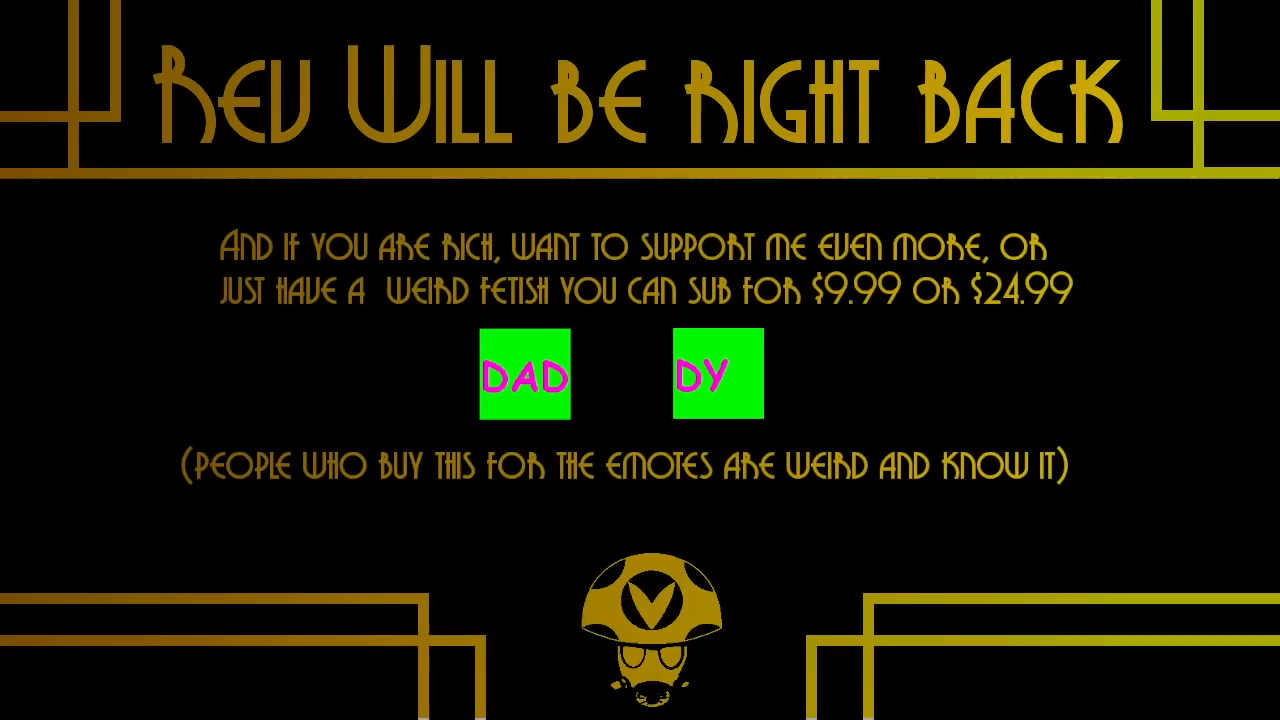 Rev Will be right back
And if you are rich, want to support me even more, or
just have a weird fetish you can sub for $9.99 or $24.99
DAD DY
(people who buy this for the emotes are weird and know it)